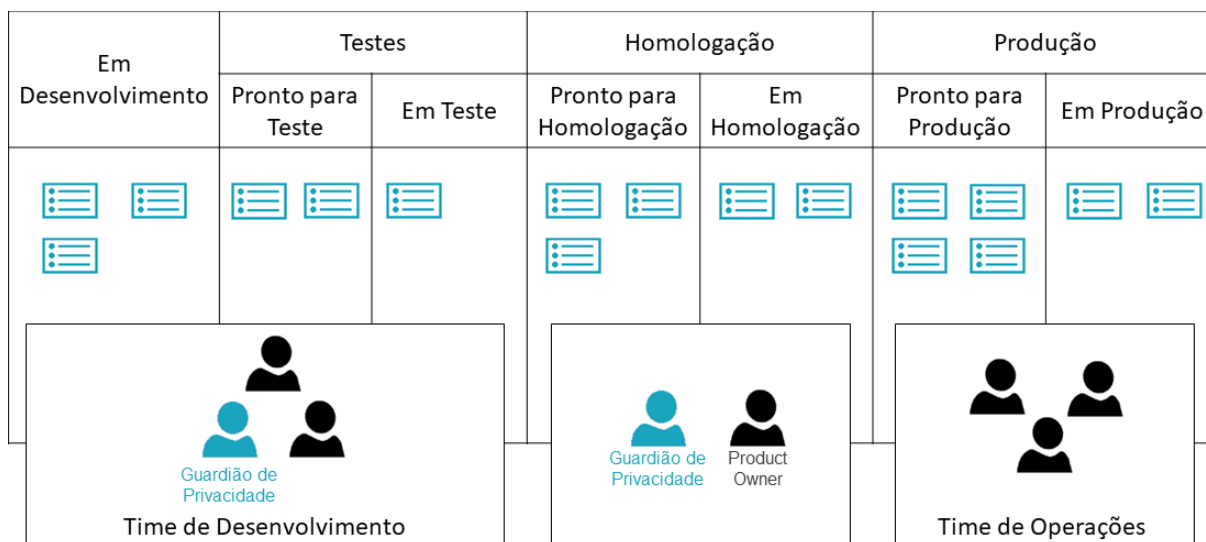 Em
Desenvolvimento
Testes
Homologação
Produção
Pronto para
Teste
Em Teste
Pronto para
Homologação
Em
Homologação
Pronto para
Produção
Em Produção
Guardião de
Privacidade
Time de Desenvolvimento
Guardião de
Privacidade
Product
Owner
Time de Operações